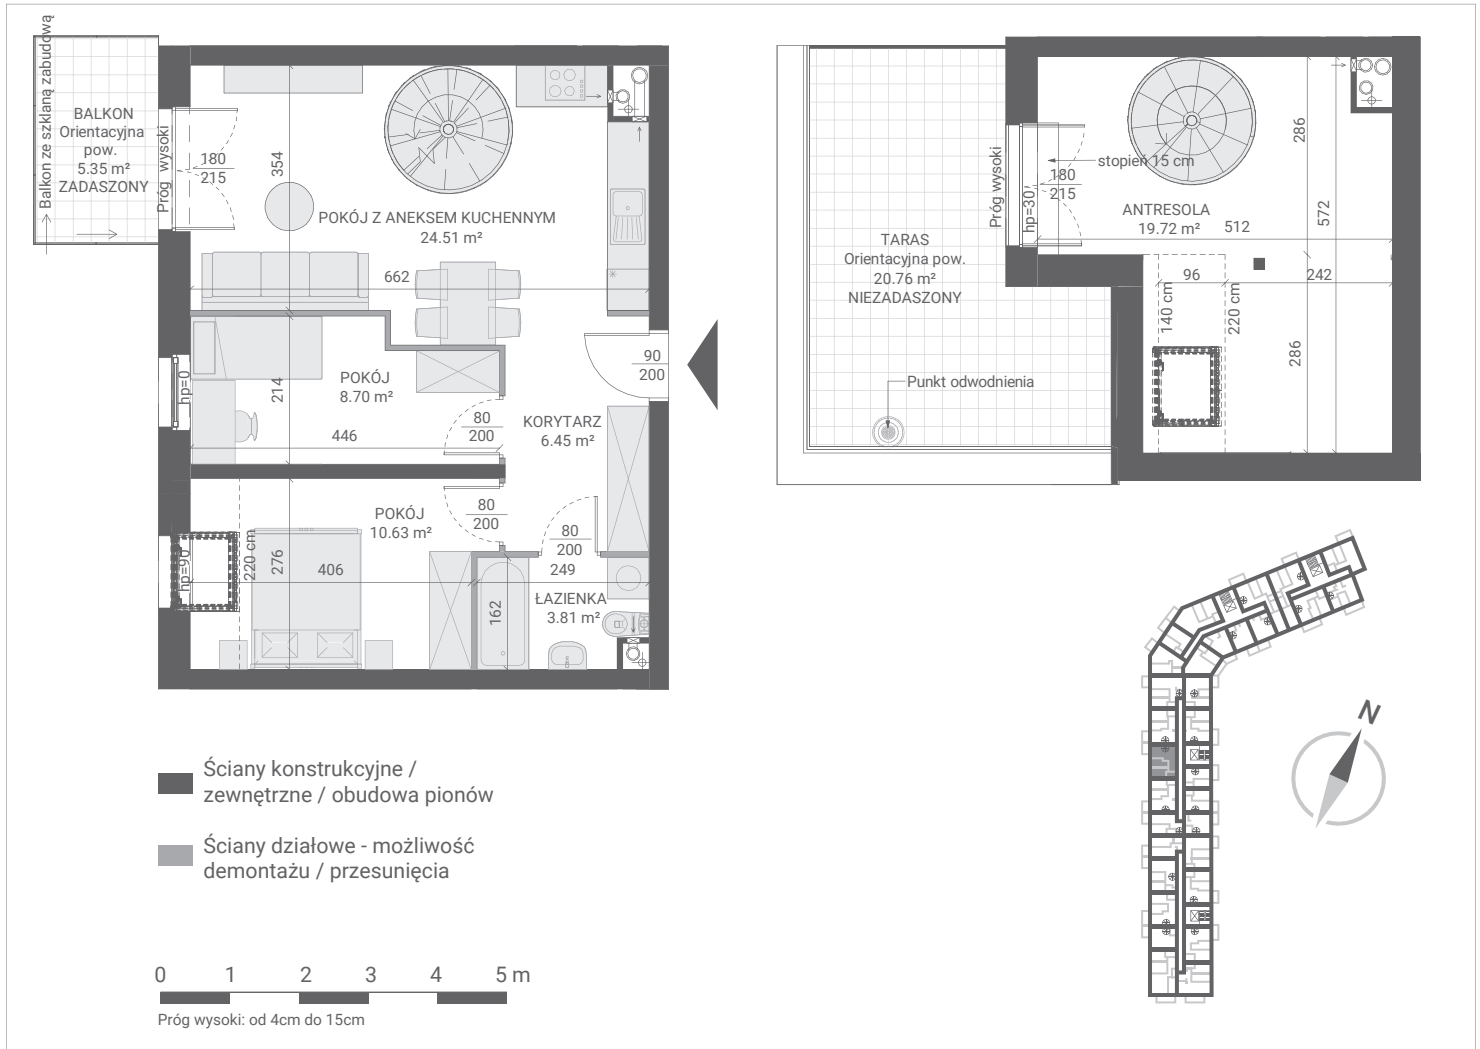 Balkon ze szklaną zabudową
BALKON
Orientacyjna
pow.
5.35 m²
ZADASZONY
Próg wysoki
180
215
354
POKÓJ Z ANEKSEM KUCHENNYM
24.51 m²
662
hp=0
214
POKÓJ
8.70 m²
446
80
200
90
200
KORYTARZ
6.45 m²
hp=90
220 cm
276
406
POKÓJ
10.63 m²
80
200
80
200
249
162
ŁAZIENKA
3.81 m²
TARAS
Orientacyjna pow.
20.76 m²
NIEZADASZONY
Punkt odwodnienia
Próg wysoki
hp=30
180
215
stopień 15 cm
ANTRESOLA
19.72 m²
512
286
572
96
242
140 cm
220 cm
286
N
Ściany konstrukcyjne /
zewnętrzne / obudowa pionów
Ściany działowe - możliwość
demontażu / przesunięcia
0 1 2 3 4 5 m
Próg wysoki: od 4cm do 15cm